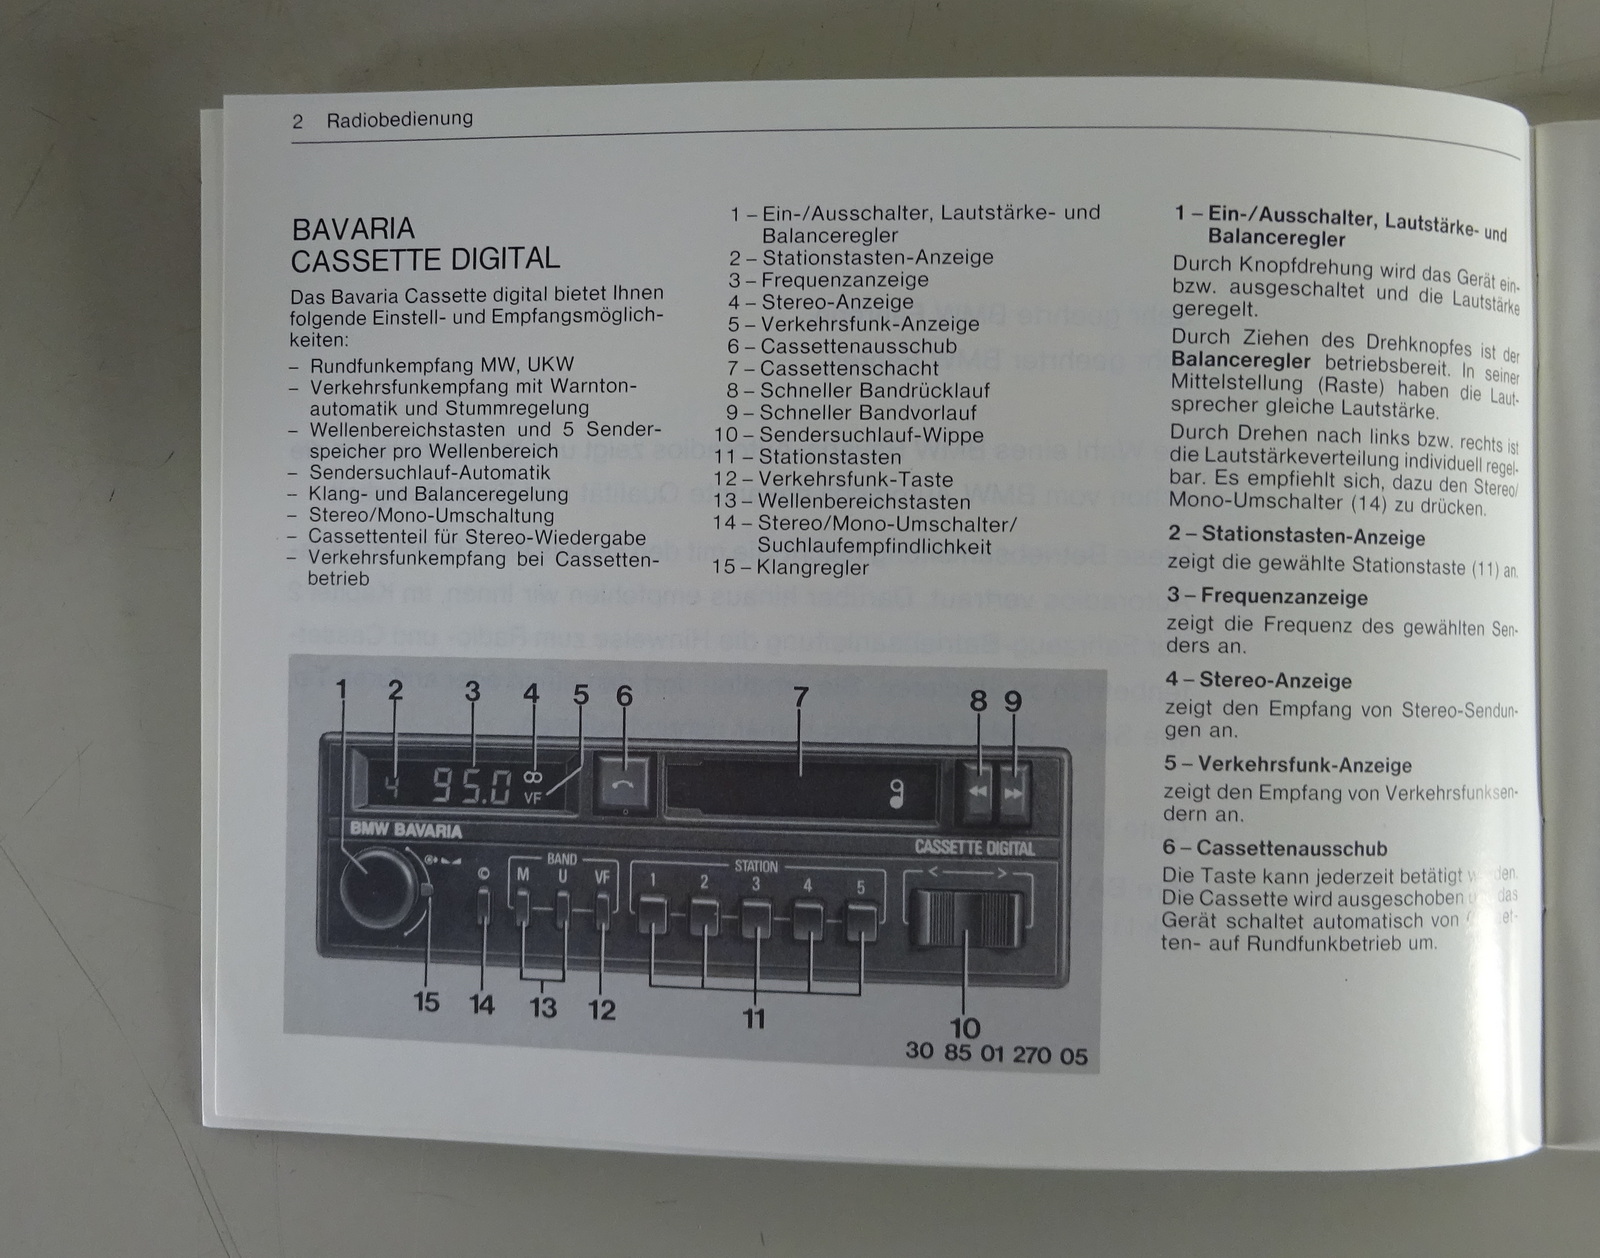 2 Radiobedienung
BAVARIA
CASSETTE DIGITAL
Das Bavaria Cassette digital bietet Ihnen
folgende Einstell- und Empfangsmöglich-
keiten:
– Rundfunkempfang MW, UKW
– Verkehrsfunkempfang mit Warnton-
automatik und Stummregelung
– Wellenbereichstasten und 5 Sender-
speicher pro Wellenbereich
– Sendersuchlauf-Automatik
– Klang- und Balanceregelung
– Stereo/Mono-Umschaltung
– Cassettenteil für Stereo-Wiedergabe
– Verkehrsfunkempfang bei Cassetten-
betrieb
1 – Ein-/Ausschalter, Lautstärke- und
Balanceregler
2 – Stationstasten-Anzeige
3 – Frequenzanzeige
4 – Stereo-Anzeige
5 – Verkehrsfunk-Anzeige
6 – Cassettenausschub
7 – Cassettenschacht
8 – Schneller Bandrücklauf
9 – Schneller Bandvorlauf
10 – Sendersuchlauf-Wippe
11 – Stationstasten
12 – Verkehrsfunk-Taste
13 – Wellenbereichstasten
14 – Stereo/Mono-Umschalter/
Suchlaufempfindlichkeit
15 – Klangregler
1 2 3 4 5 6 7 8 9
4 95.0
VF
BMW BAVARIA
CASSETTE DIGITAL
BAND
M U VF
STATION
1 2 3 4 5
< >
15 14 13 12 11 10
30 85 01 270 05
1 – Ein-/Ausschalter, Lautstärke- und
Balanceregler
Durch Knopfdrehung wird das Gerät ein-
bzw. ausgeschaltet und die Lautstärke
geregelt.
Durch Ziehen des Drehknopfes ist der
Balanceregler betriebsbereit. In seiner
Mittelstellung (Raste) haben die Laut-
sprecher gleiche Lautstärke.
Durch Drehen nach links bzw. rechts ist
die Lautstärkeverteilung individuell regel-
bar. Es empfiehlt sich, dazu den Stereo/
Mono-Umschalter (14) zu drücken.
2 – Stationstasten-Anzeige
zeigt die gewählte Stationstaste (11) an.
3 – Frequenzanzeige
zeigt die Frequenz des gewählten Sen-
ders an.
4 – Stereo-Anzeige
zeigt den Empfang von Stereo-Sendun-
gen an.
5 – Verkehrsfunk-Anzeige
zeigt den Empfang von Verkehrsfunksen-
dern an.
6 – Cassettenausschub
Die Taste kann jederzeit betätigt
Die Cassette wird ausgeschoben das
Gerät schaltet automatisch von
ten- auf Rundfunkbetrieb um.